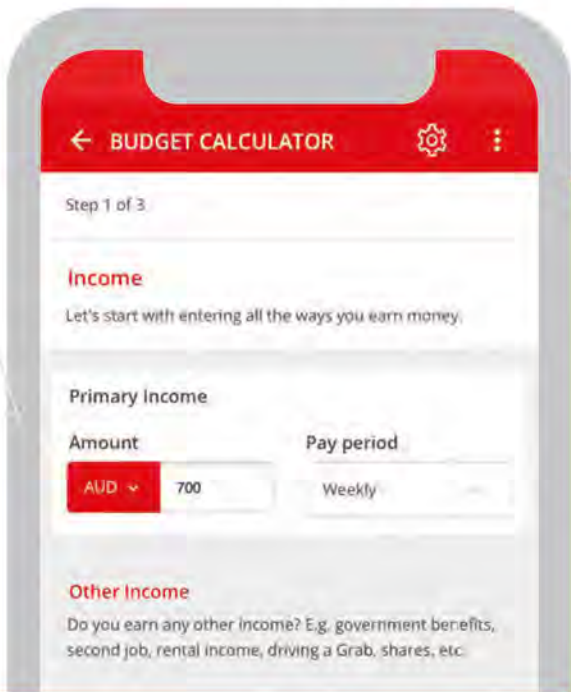 BUDGET CALCULATOR
Step 1 of 3
Income
Let's start with entering all the ways you earn money.
Primary Income
Amount Pay period
AUD 700 Weekly
Other Income
Do you earn any other income? E.g. government benefits,
second job, rental income, driving a Grab, shares, etc.